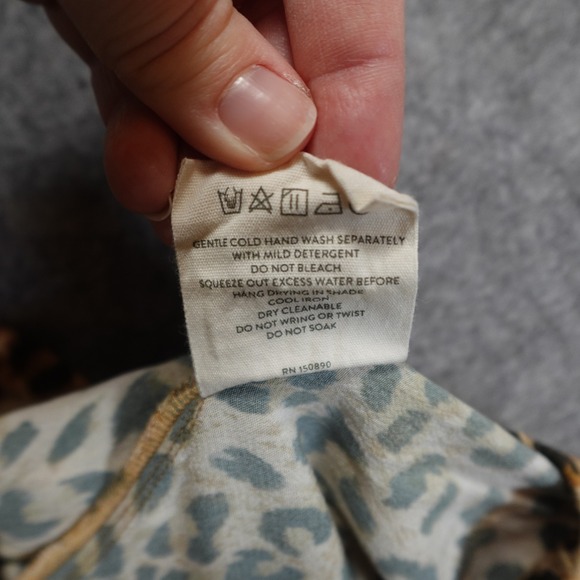 GENTLE COLD HAND WASH SEPARATELY
WITH MILD DETERGENT
DO NOT BLEACH
SQUEEZE OUT EXCESS WATER BEFORE
HANG DRYING IN SHADE
COOL IRON
DRY CLEANABLE
DO NOT WRING OR TWIST
DO NOT SOAK
RN 150890